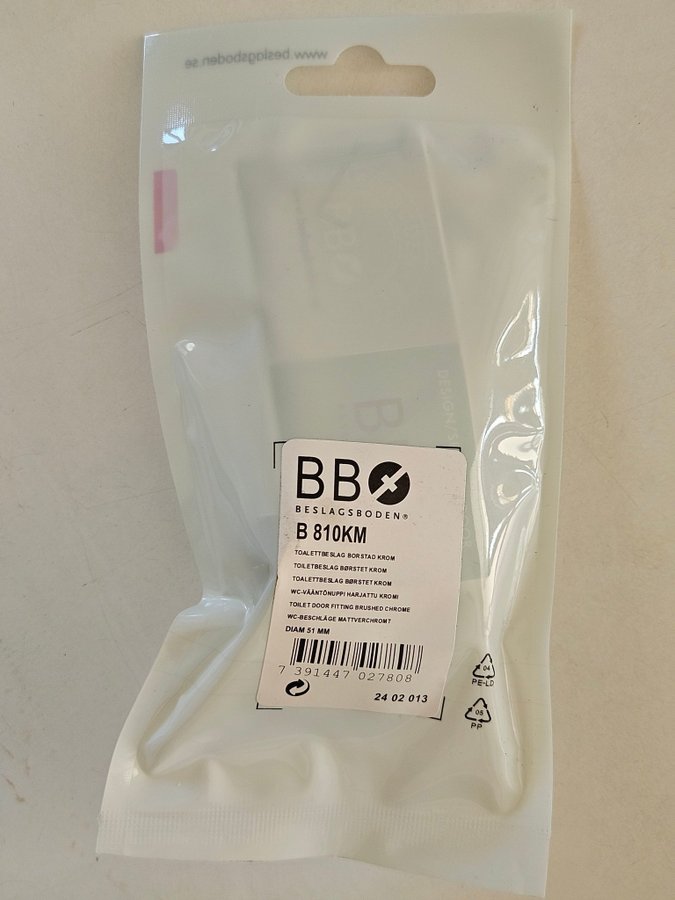 www.beslagsboden.se
DESIGN
B
BB
BESLAGSBODEN®
B 810KM
TOALETTBESLAG BORSTAD KROM
TOILETBESLAG BØRSTET KROM
TOALETTBESLAG BØRSTET KROM
WC-VÄÄNTÖNUPPI HARJATTU KROMI
TOILET DOOR FITTING BRUSHED CHROME
WC-BESCHLÄGE MATTVERCHROMT
DIAM 51 MM
7 391447 027808
24 02 013
04
PE-LD
05
PP